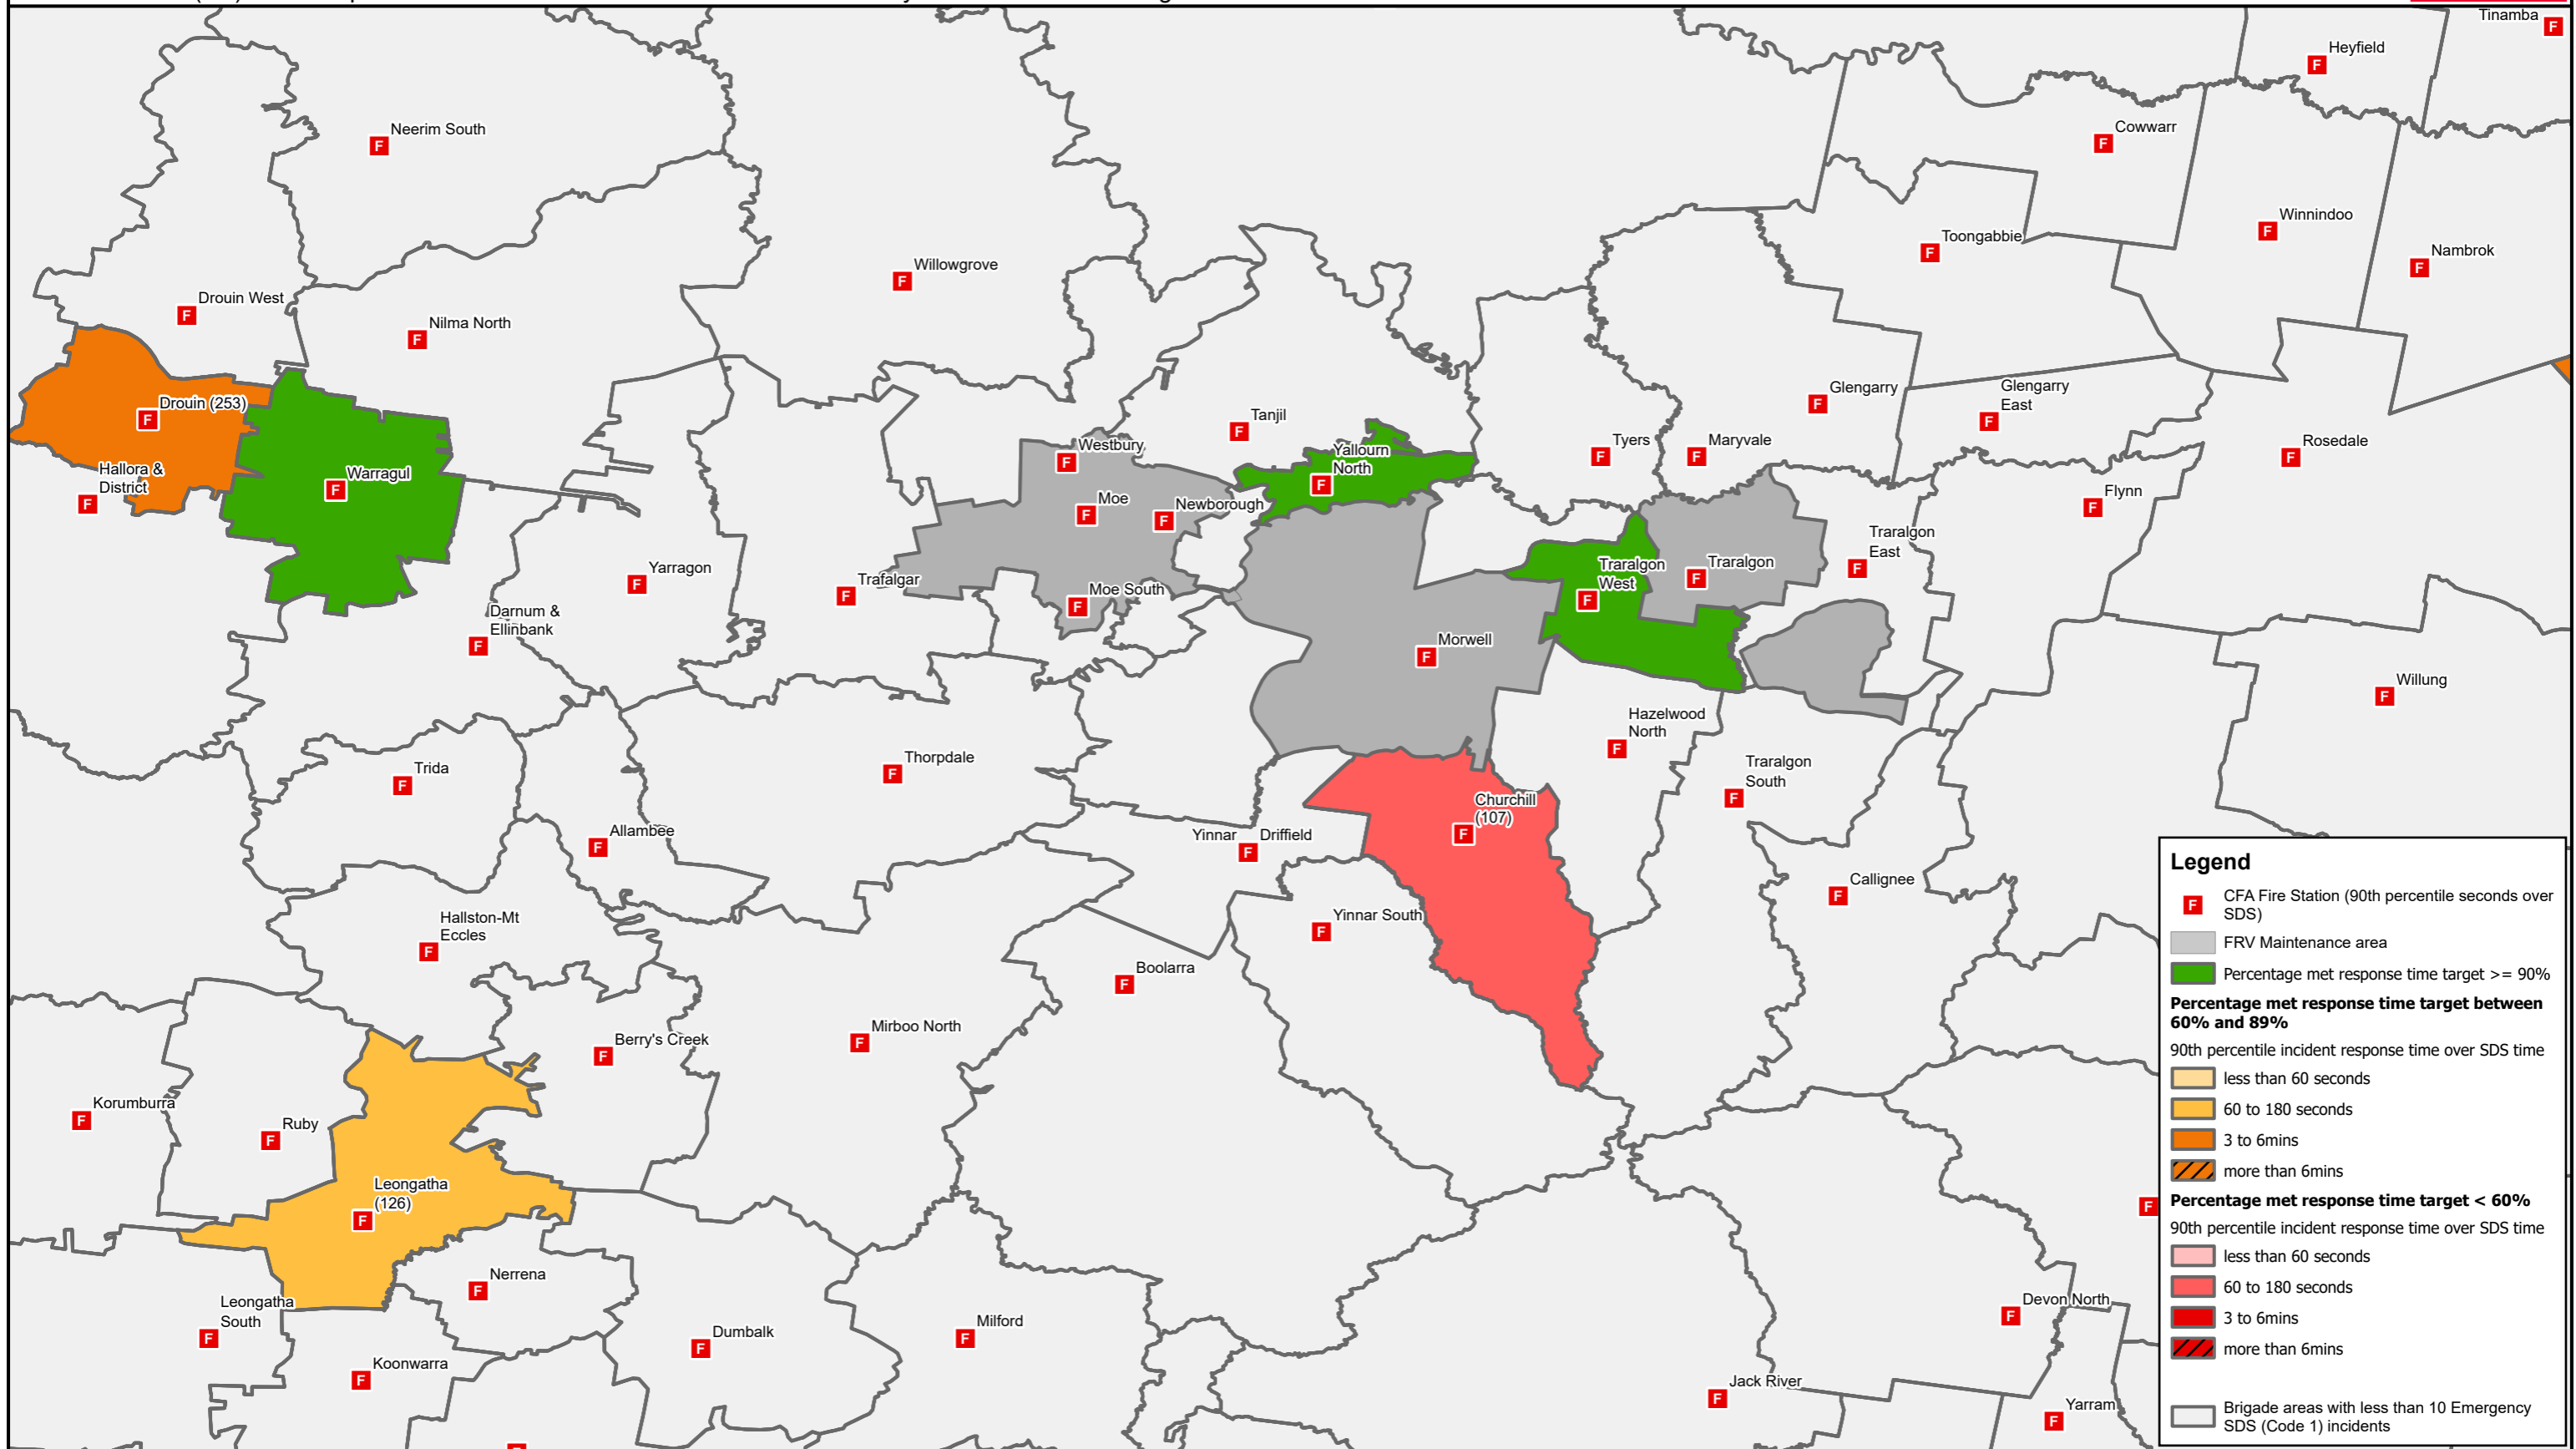 Tinamba
Heyfield
Neerim South
Cowwarr
Winnindoo
Toongabbie
Nambrok
Willowgrove
Drouin West
Nilma North
Glengarry
Glengarry
East
Drouin (253)
Tanjil
Westbury
Yallourn
North
Tyers
Maryvale
Rosedale
Hallora &
District
Warragul
Moe
Newborough
Flynn
Traralgon
East
Yarragon
Trafalgar
Moe South
Traralgon
West
Traralgon
Darnum &
Ellinbank
Morwell
Willung
Hazelwood
North
Thorpdale
Trida
Traralgon
South
Churchill
(107)
Allambee
Yinnar
Driffield
Callignee
Hallston-Mt
Eccles
Yinnar South
Boolarra
Mirboo North
Berry's Creek
Korumburra
Ruby
Leongatha
(126)
Nerrena
Leongatha
South
Dumbalk
Milford
Koonwarra
Devon North
Jack River
Yarram
Legend
F CFA Fire Station (90th percentile seconds over
SDS)
FRV Maintenance area
Percentage met response time target >= 90%
Percentage met response time target between
60% and 89%
90th percentile incident response time over SDS time
less than 60 seconds
60 to 180 seconds
3 to 6mins
more than 6mins
Percentage met response time target < 60%
90th percentile incident response time over SDS time
less than 60 seconds
60 to 180 seconds
3 to 6mins
more than 6mins
Brigade areas with less than 10 Emergency
SDS (Code 1) incidents